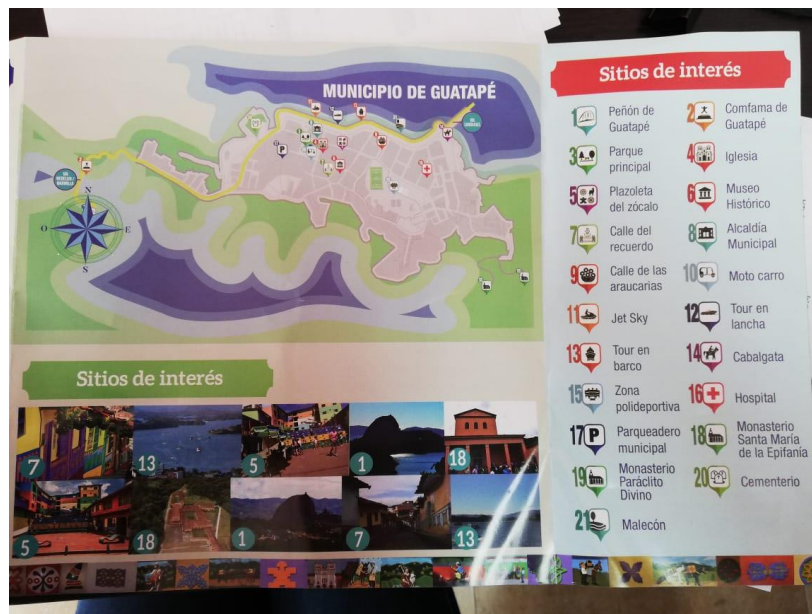 MUNICIPIO DE GUATAPÉ
N
O
E
S
P
Sitios de interés
7
13
5
1
18
5
18
1
7
13
Sitios de interés
1 Peñón de
Guatapé
2 Comfama de
Guatapé
3 Parque
principal
4 Iglesia
5 Plazoleta
del zócalo
6 Museo
Histórico
7 Calle del
recuerdo
8 Alcaldía
Municipal
9 Calle de las
araucarias
10 Moto carro
11 Jet Sky
12 Tour en
lancha
13 Tour en
barco
14 Cabalgata
15 Zona
polideportiva
16 Hospital
17 P Parqueadero
municipal
18 Monasterio
Santa María
de la Epifanía
19 Monasterio
Paráclito
Divino
20 Cementerio
21 Malecón